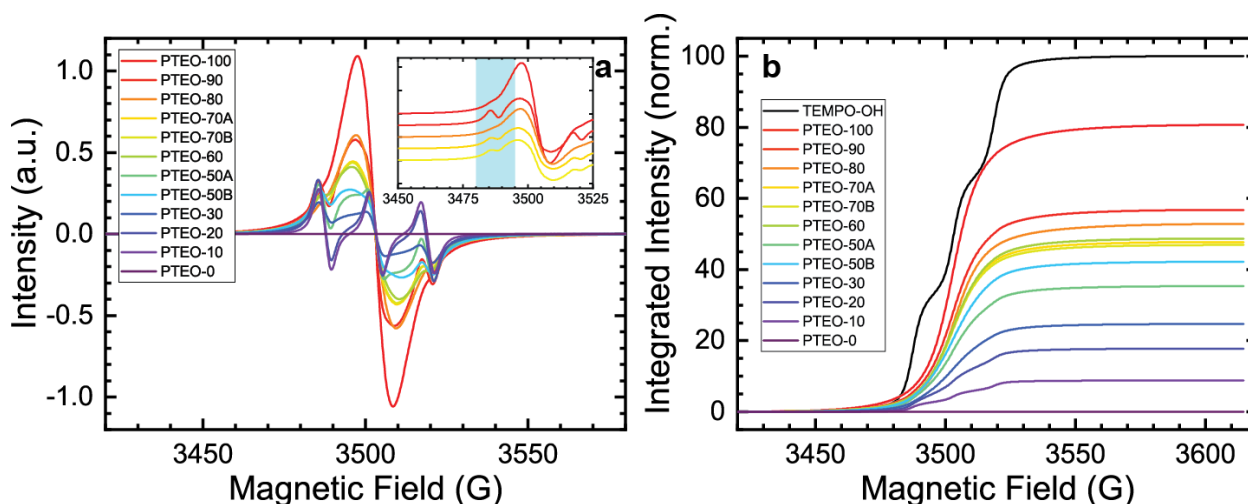 a
Intensity (a.u.)
1.0
0.5
0.0
-0.5
-1.0
PTEO-100
PTEO-90
PTEO-80
PTEO-70A
PTEO-70B
PTEO-60
PTEO-50A
PTEO-50B
PTEO-30
PTEO-20
PTEO-10
PTEO-0
3450 3475 3500 3525
3450 3500 3550
Magnetic Field (G)
b
Integrated Intensity (norm.)
100
80
60
40
20
0
TEMPO-OH
PTEO-100
PTEO-90
PTEO-80
PTEO-70A
PTEO-70B
PTEO-60
PTEO-50A
PTEO-50B
PTEO-30
PTEO-20
PTEO-10
PTEO-0
3450 3500 3550 3600
Magnetic Field (G)